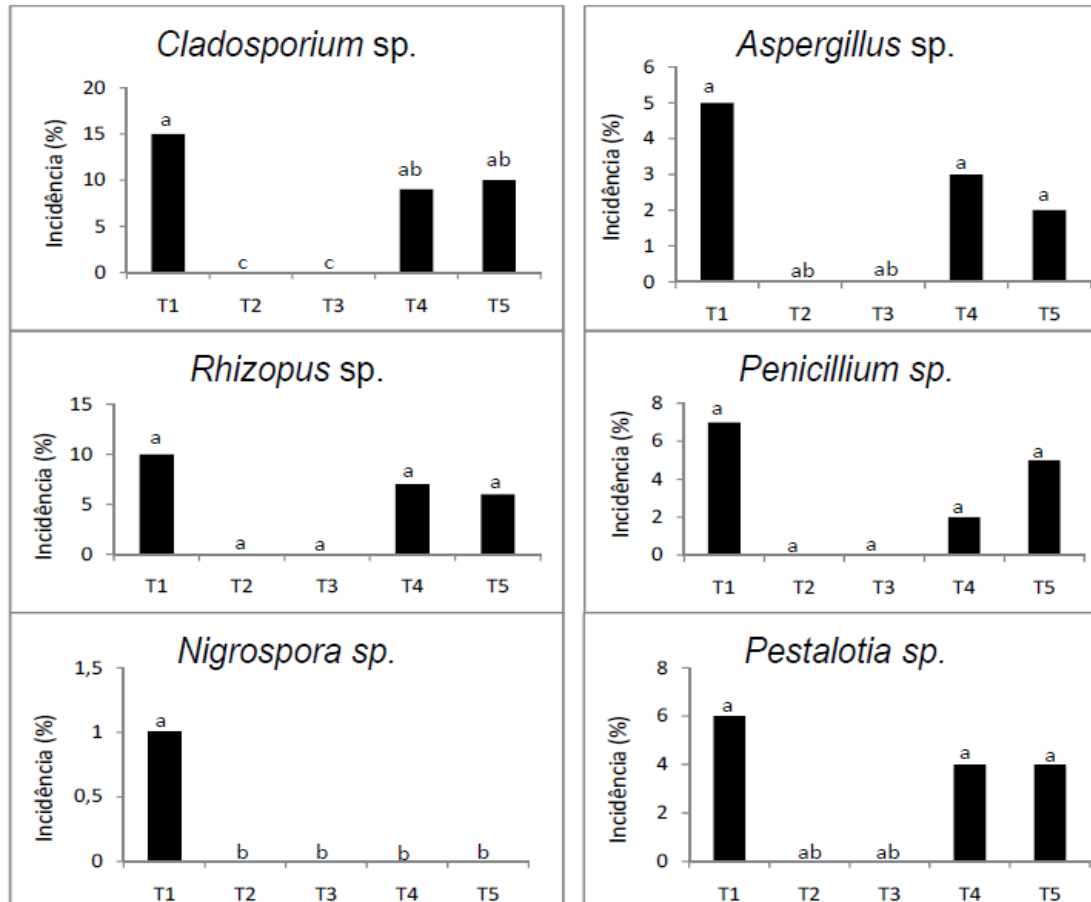 Cladosporium sp.
Incidência (%)
20
15
10
5
0
a
c
c
ab
ab
T1 T2 T3 T4 T5
Aspergillus sp.
Incidência (%)
6
5
4
3
2
1
0
a
ab
ab
a
a
T1 T2 T3 T4 T5
Rhizopus sp.
Incidência (%)
15
10
5
0
a
a
a
a
a
T1 T2 T3 T4 T5
Penicillium sp.
Incidência (%)
8
6
4
2
0
a
a
a
a
a
T1 T2 T3 T4 T5
Nigrospora sp.
Incidência (%)
1,5
1
0,5
0
a
b
b
b
b
T1 T2 T3 T4 T5
Pestalotia sp.
Incidência (%)
8
6
4
2
0
a
ab
ab
a
a
T1 T2 T3 T4 T5